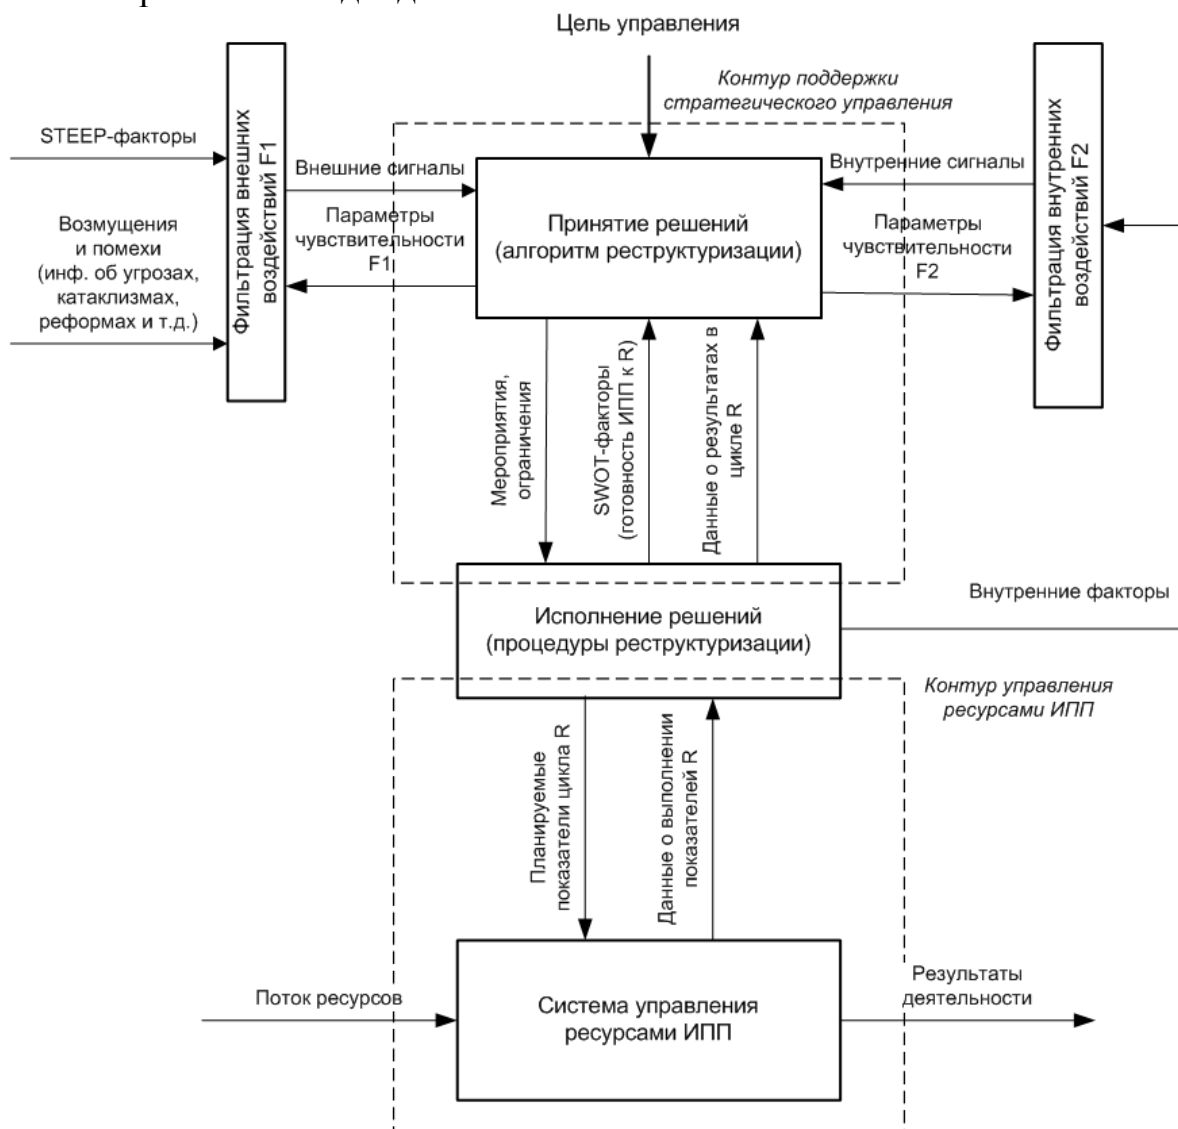 Цель управления
Контур поддержки
стратегического управления
STEEP-факторы
Возмущения
и помехи
(инф. об угрозах,
катаклизмах,
реформах и т.д.)
Фильтрация внешних
воздействий F1
Внешние сигналы
Параметры
чувствительности
F1
Принятие решений
(алгоритм реструктуризации)
Внутренние сигналы
Параметры
чувствительности
F2
Фильтрация внутренних
воздействий F2
Мероприятия,
ограничения
SWOT-факторы
(готовность ИПП к R)
Данные о результатах в
цикле R
Исполнение решений
(процедуры реструктуризации)
Внутренние факторы
Контур управления
ресурсами ИПП
Планируемые
показатели цикла R
Данные о выполнении
показателей R
Поток ресурсов
Система управления
ресурсами ИПП
Результаты
деятельности